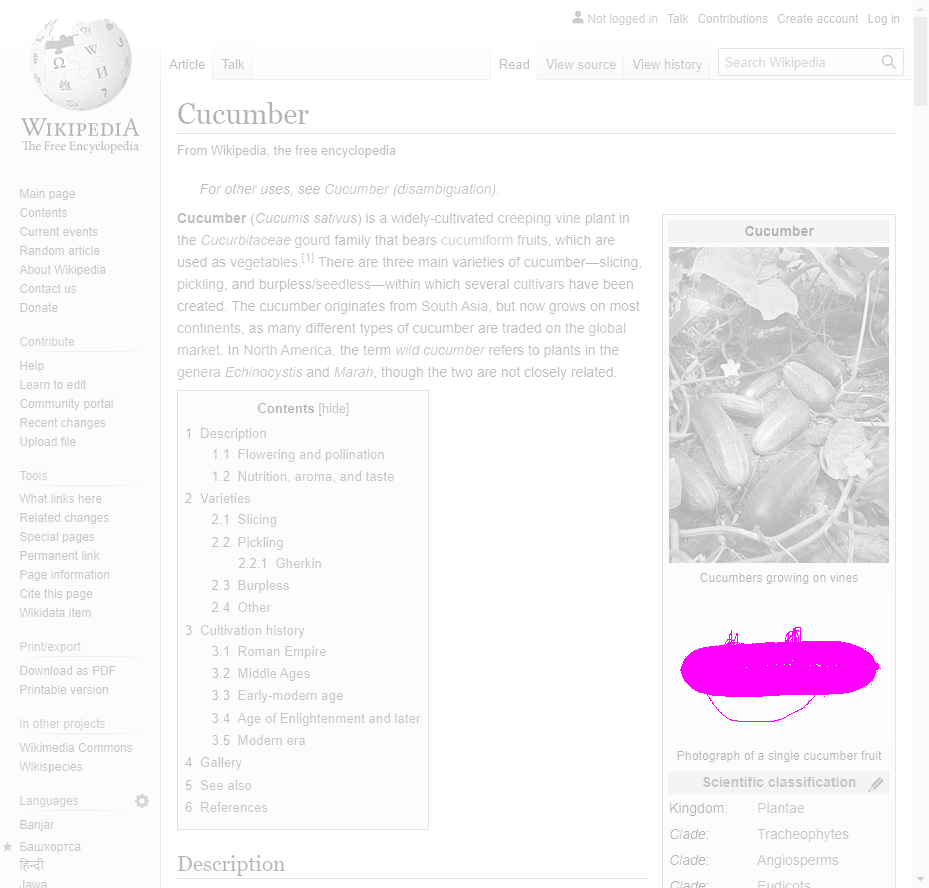 Not logged in Talk Contributions Create account Log in
Article Talk Read View source View history Search Wikipedia
WIKIPEDIA
The Free Encyclopedia
Main page
Contents
Current events
Random article
About Wikipedia
Contact us
Donate
Contribute
Help
Learn to edit
Community portal
Recent changes
Upload file
Tools
What links here
Related changes
Special pages
Permanent link
Page information
Cite this page
Wikidata item
Print/export
Download as PDF
Printable version
In other projects
Wikimedia Commons
Wikispecies
Languages
Banjar
Башҡортса
हिन्दी
Jawa
Cucumber
From Wikipedia, the free encyclopedia
For other uses, see Cucumber (disambiguation).
Cucumber (Cucumis sativus) is a widely-cultivated creeping vine plant in
the Cucurbitaceae gourd family that bears cucumiform fruits, which are
used as vegetables.[1] There are three main varieties of cucumber—slicing,
pickling, and burpless/seedless—within which several cultivars have been
created. The cucumber originates from South Asia, but now grows on most
continents, as many different types of cucumber are traded on the global
market. In North America, the term wild cucumber refers to plants in the
genera Echinocystis and Marah, though the two are not closely related.
Contents [hide]
1 Description
1.1 Flowering and pollination
1.2 Nutrition, aroma, and taste
2 Varieties
2.1 Slicing
2.2 Pickling
2.2.1 Gherkin
2.3 Burpless
2.4 Other
3 Cultivation history
3.1 Roman Empire
3.2 Middle Ages
3.3 Early-modern age
3.4 Age of Enlightenment and later
3.5 Modern era
4 Gallery
5 See also
6 References
Description
Cucumber
Cucumbers growing on vines
Photograph of a single cucumber fruit
Scientific classification
Kingdom: Plantae
Clade: Tracheophytes
Clade: Angiosperms
Clade: Eudicots